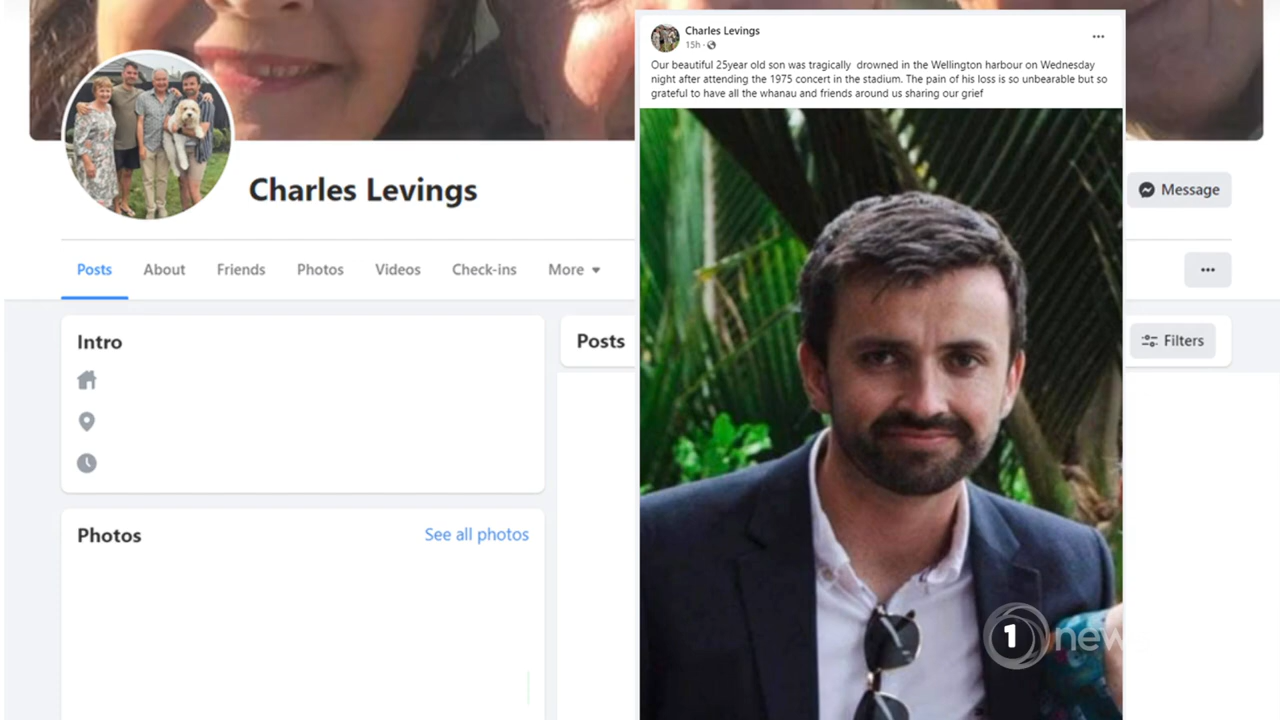 Charles Levings
15h
Our beautiful 25year old son was tragically drowned in the Wellington harbour on Wednesday
night after attending the 1975 concert in the stadium. The pain of his loss is so unbearable but so
grateful to have all the whanau and friends around us sharing our grief
Charles Levings
Message
Posts About Friends Photos Videos Check-ins More
Intro
Posts
Filters
Photos
See all photos
1 new